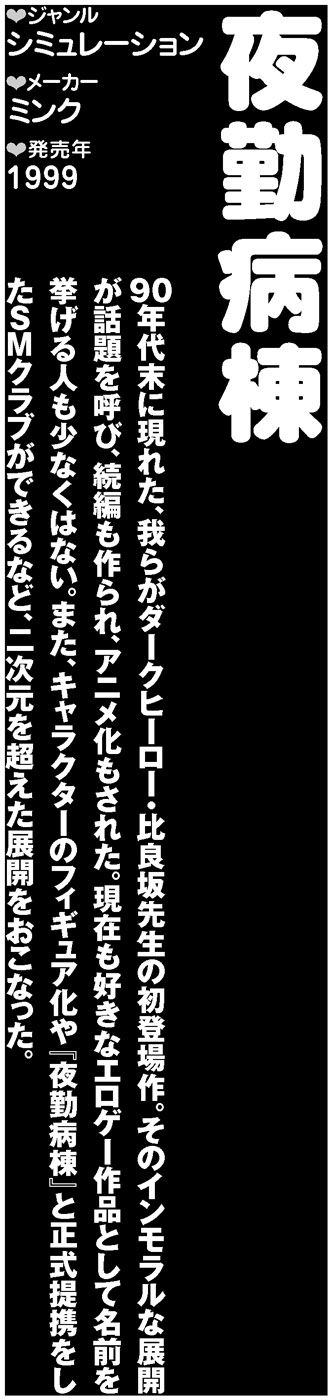 夜勤病棟
❤ジャンル
シミュレーション
❤メーカー
ミンク
❤発売年
1999
90年代末に現れた、我らがダークヒーロー・比良坂先生の初登場作。そのインモラルな展開
が話題を呼び、続編も作られ、アニメ化もされた。現在も好きなエロゲー作品として名前を
挙げる人も少なくはない。また、キャラクターのフィギュア化や『夜勤病棟』と正式提携をし
たSMクラブができるなど、二次元を超えた展開をおこなった。